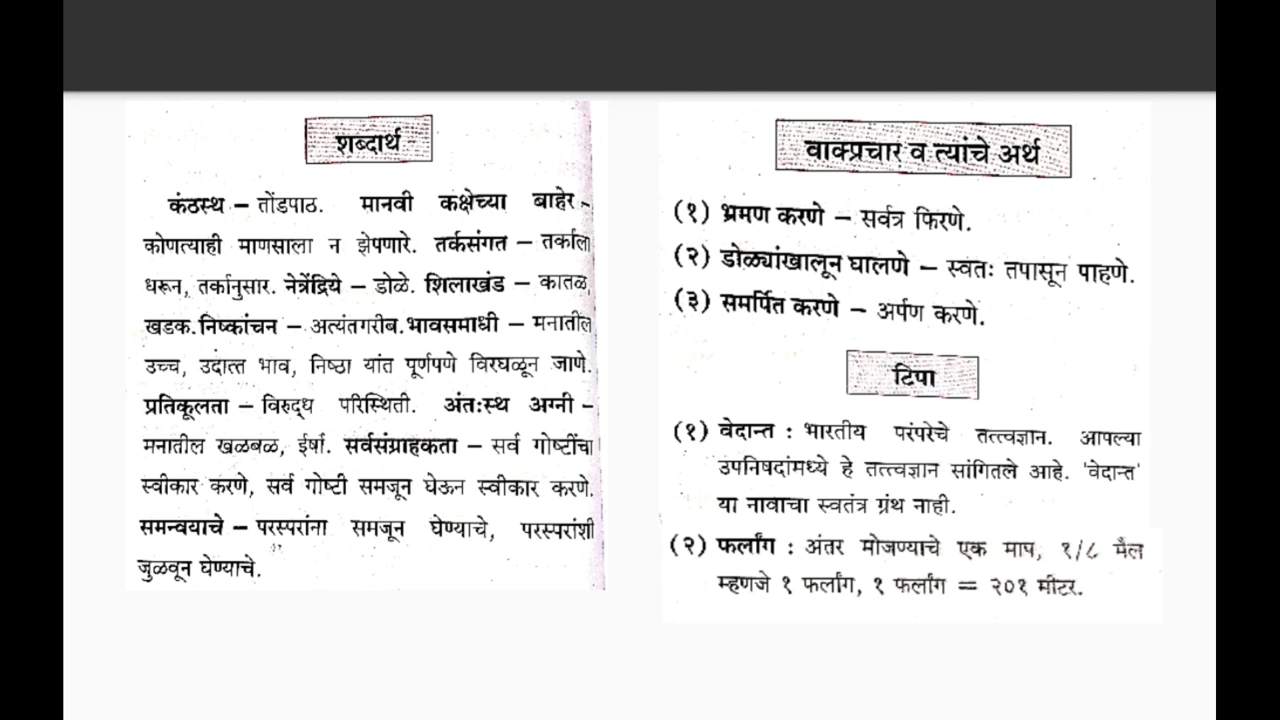 शब्दार्थ
कंठस्थ – तोंडपाठ. मानवी कक्षेच्या बाहेर -
कोणत्याही माणसाला न झेपणारे. तर्कसंगत – तर्काला
धरून, तर्कानुसार. नेत्रेंद्रिये – डोळे. शिलाखंड – कातळ,
खडक. निष्कांचन – अत्यंतगरीब. भावसमाधी – मनातील
उच्च, उदात्त भाव, निष्ठा यांत पूर्णपणे विरघळून जाणे.
प्रतिकूलता – विरुद्ध परिस्थिती. अंतःस्थ अग्नी –
मनातील खळबळ, ईर्षा. सर्वसंग्राहकता – सर्व गोष्टींचा
स्वीकार करणे, सर्व गोष्टी समजून घेऊन स्वीकार करणे.
समन्वयाचे – परस्परांना समजून घेण्याचे, परस्परांशी
जुळवून घेण्याचे.
वाक्प्रचार व त्यांचे अर्थ
(१) भ्रमण करणे – सर्वत्र फिरणे.
(२) डोळ्यांखालून घालणे – स्वतः तपासून पाहणे.
(३) समर्पित करणे – अर्पण करणे.
टिपा
(१) वेदान्त : भारतीय परंपरेचे तत्त्वज्ञान. आपल्या
उपनिषदांमध्ये हे तत्त्वज्ञान सांगितले आहे. 'वेदान्त'
या नावाचा स्वतंत्र ग्रंथ नाही.
(२) फर्लांग : अंतर मोजण्याचे एक माप, १/८ मैल
म्हणजे १ फर्लांग, १ फर्लांग = २०१ मीटर.